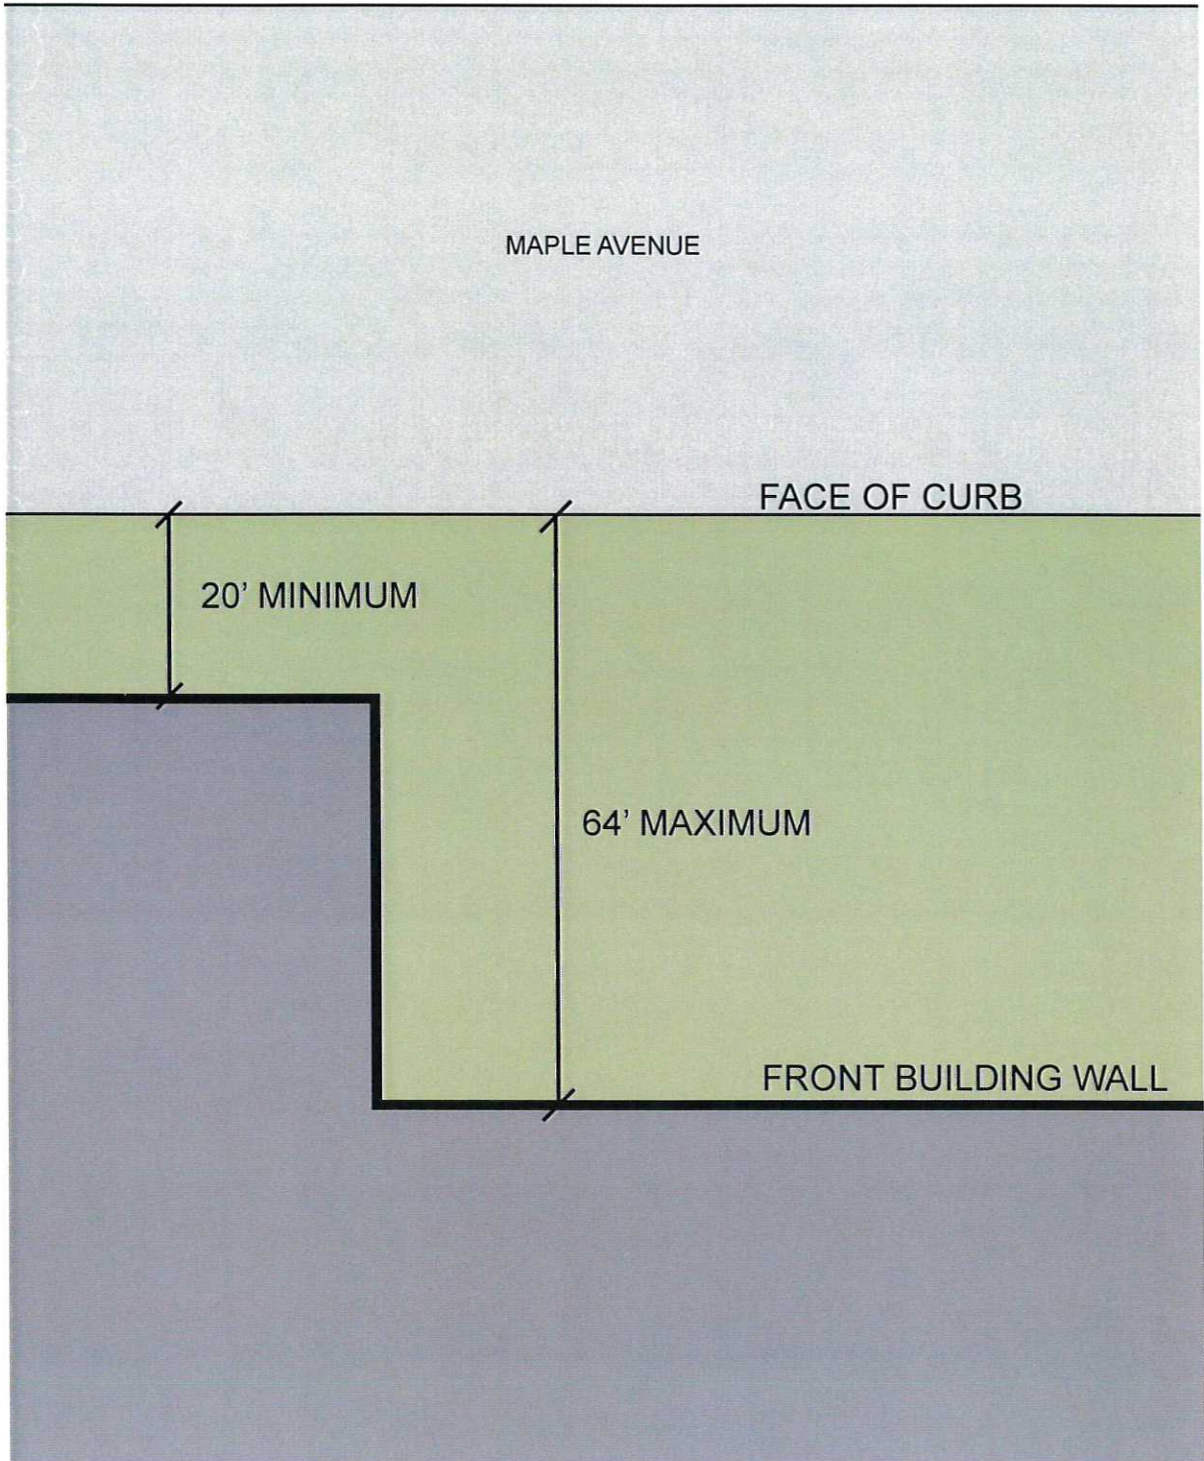 MAPLE AVENUE
FACE OF CURB
20’ MINIMUM
64’ MAXIMUM
FRONT BUILDING WALL